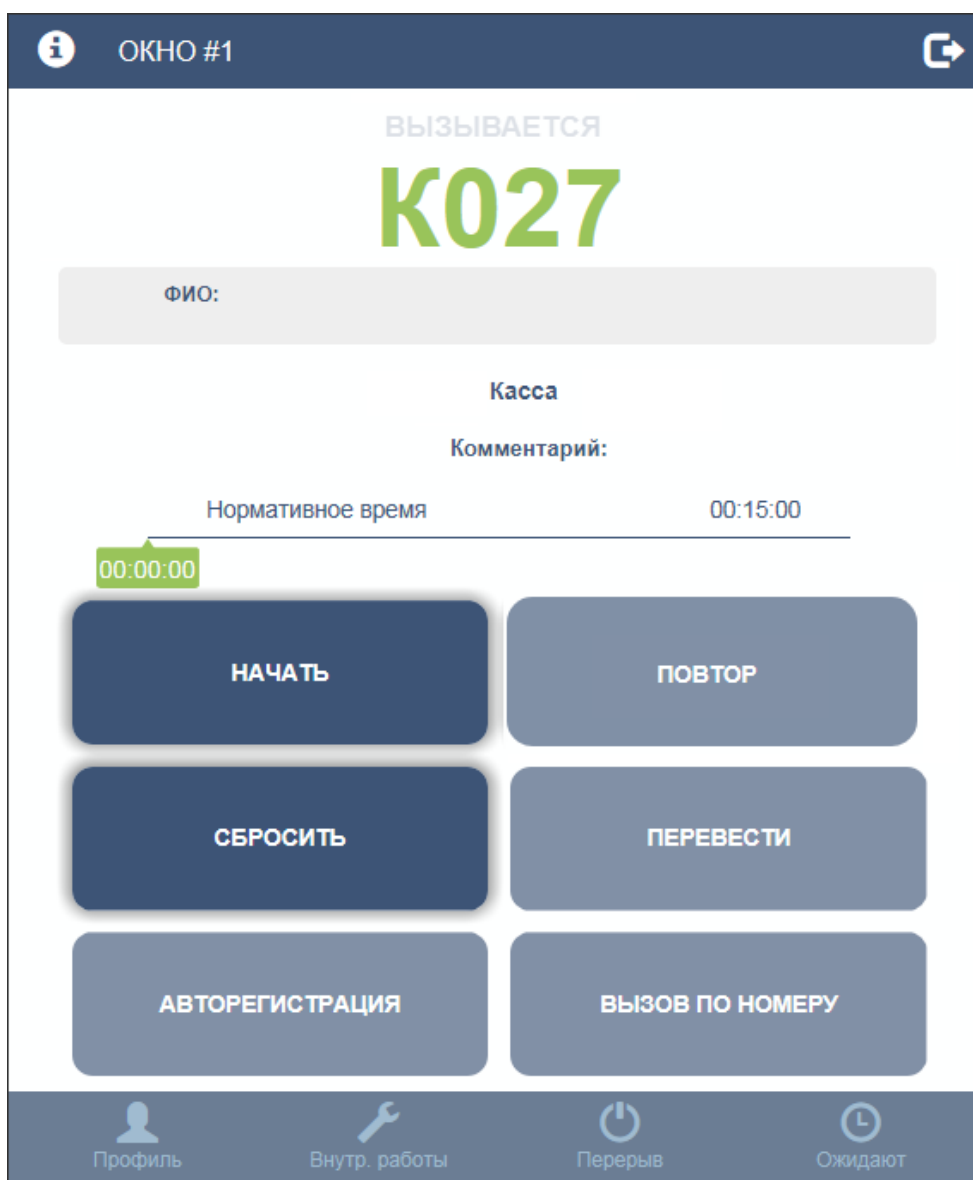 ОКНО #1
ВЫЗЫВАЕТСЯ
К027
ФИО:
Касса
Комментарий:
Нормативное время 00:15:00
00:00:00
НАЧАТЬ ПОВТОР
СБРОСИТЬ ПЕРЕВЕСТИ
АВТОРЕГИСТРАЦИЯ ВЫЗОВ ПО НОМЕРУ
Профиль Внутр. работы Перерыв Ожидают